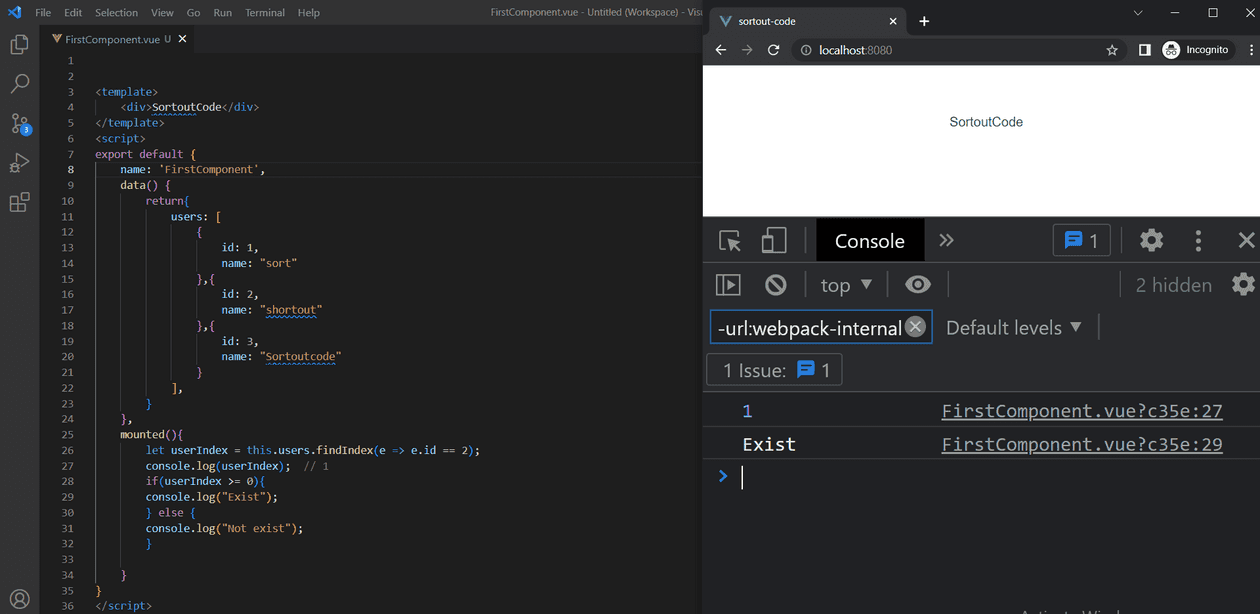 File Edit Selection View Go Run Terminal Help
FirstComponent.vue - Untitled (Workspace) - Visu
FirstComponent.vue U
3
1
2
3 <template>
4 <div>SortoutCode</div>
5 </template>
6 <script>
7 export default {
8 name: 'FirstComponent',
9 data() {
10 return{
11 users: [
12 {
13 id: 1,
14 name: "sort"
15 },{
16 id: 2,
17 name: "shortout"
18 },{
19 id: 3,
20 name: "Sortoutcode"
21 }
22 ],
23 }
24 },
25 mounted(){
26 let userIndex = this.users.findIndex(e => e.id == 2);
27 console.log(userIndex);  // 1
28 if(userIndex >= 0){
29 console.log("Exist");
30 } else {
31 console.log("Not exist");
32 }
33
34 }
35 }
36 </script>
sortout-code
localhost:8080
Incognito
SortoutCode
Console
1
top
2 hidden
-url:webpack-internal
Default levels
1 Issue: 1
1 FirstComponent.vue?c35e:27
Exist FirstComponent.vue?c35e:29